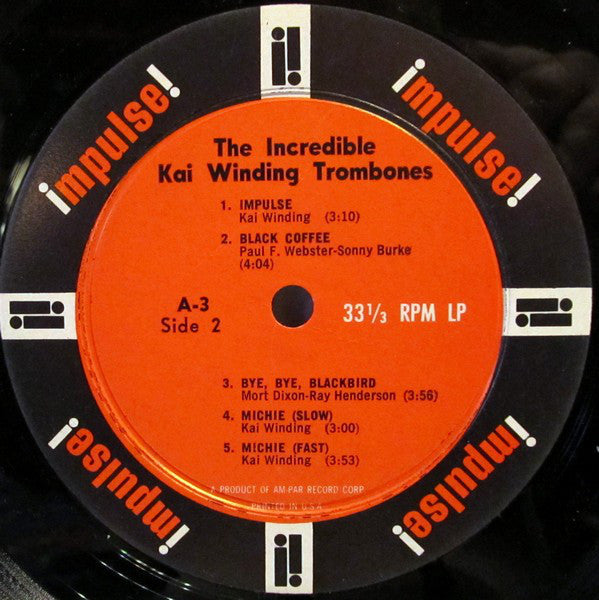 impulse!
impulse!
The Incredible
Kai Winding Trombones
1. IMPULSE
Kai Winding (3:10)
2. BLACK COFFEE
Paul F. Webster-Sonny Burke
(4:04)
A-3
Side 2
33 1/3 RPM LP
3. BYE, BYE, BLACKBIRD
Mort Dixon-Ray Henderson (3:56)
4. MICHIE (SLOW)
Kai Winding (3:00)
5. MICHIE (FAST)
Kai Winding (3:53)
A PRODUCT OF AM-PAR RECORD CORP.
PRINTED IN U.S.A.
impulse!
impulse!